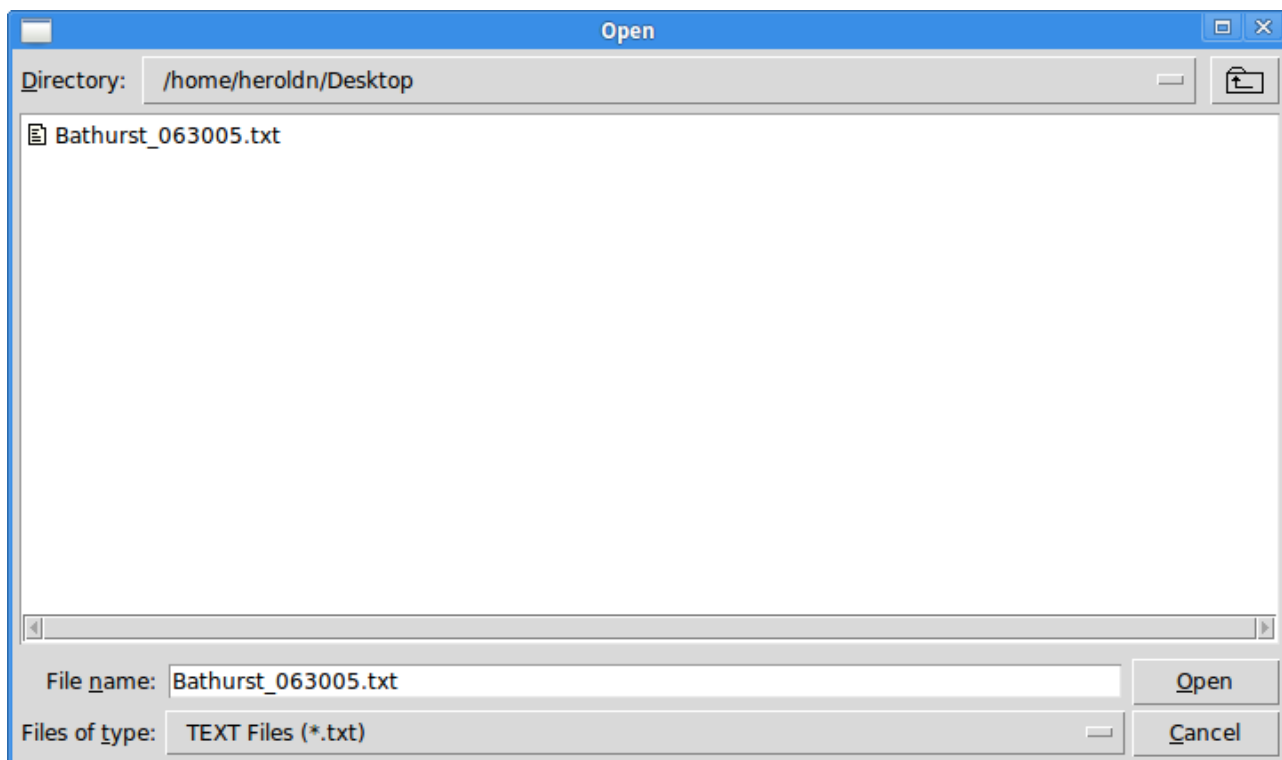 Open
Directory: /home/heroldn/Desktop
Bathurst_063005.txt
File name: Bathurst_063005.txt Open
Files of type: TEXT Files (*.txt) Cancel